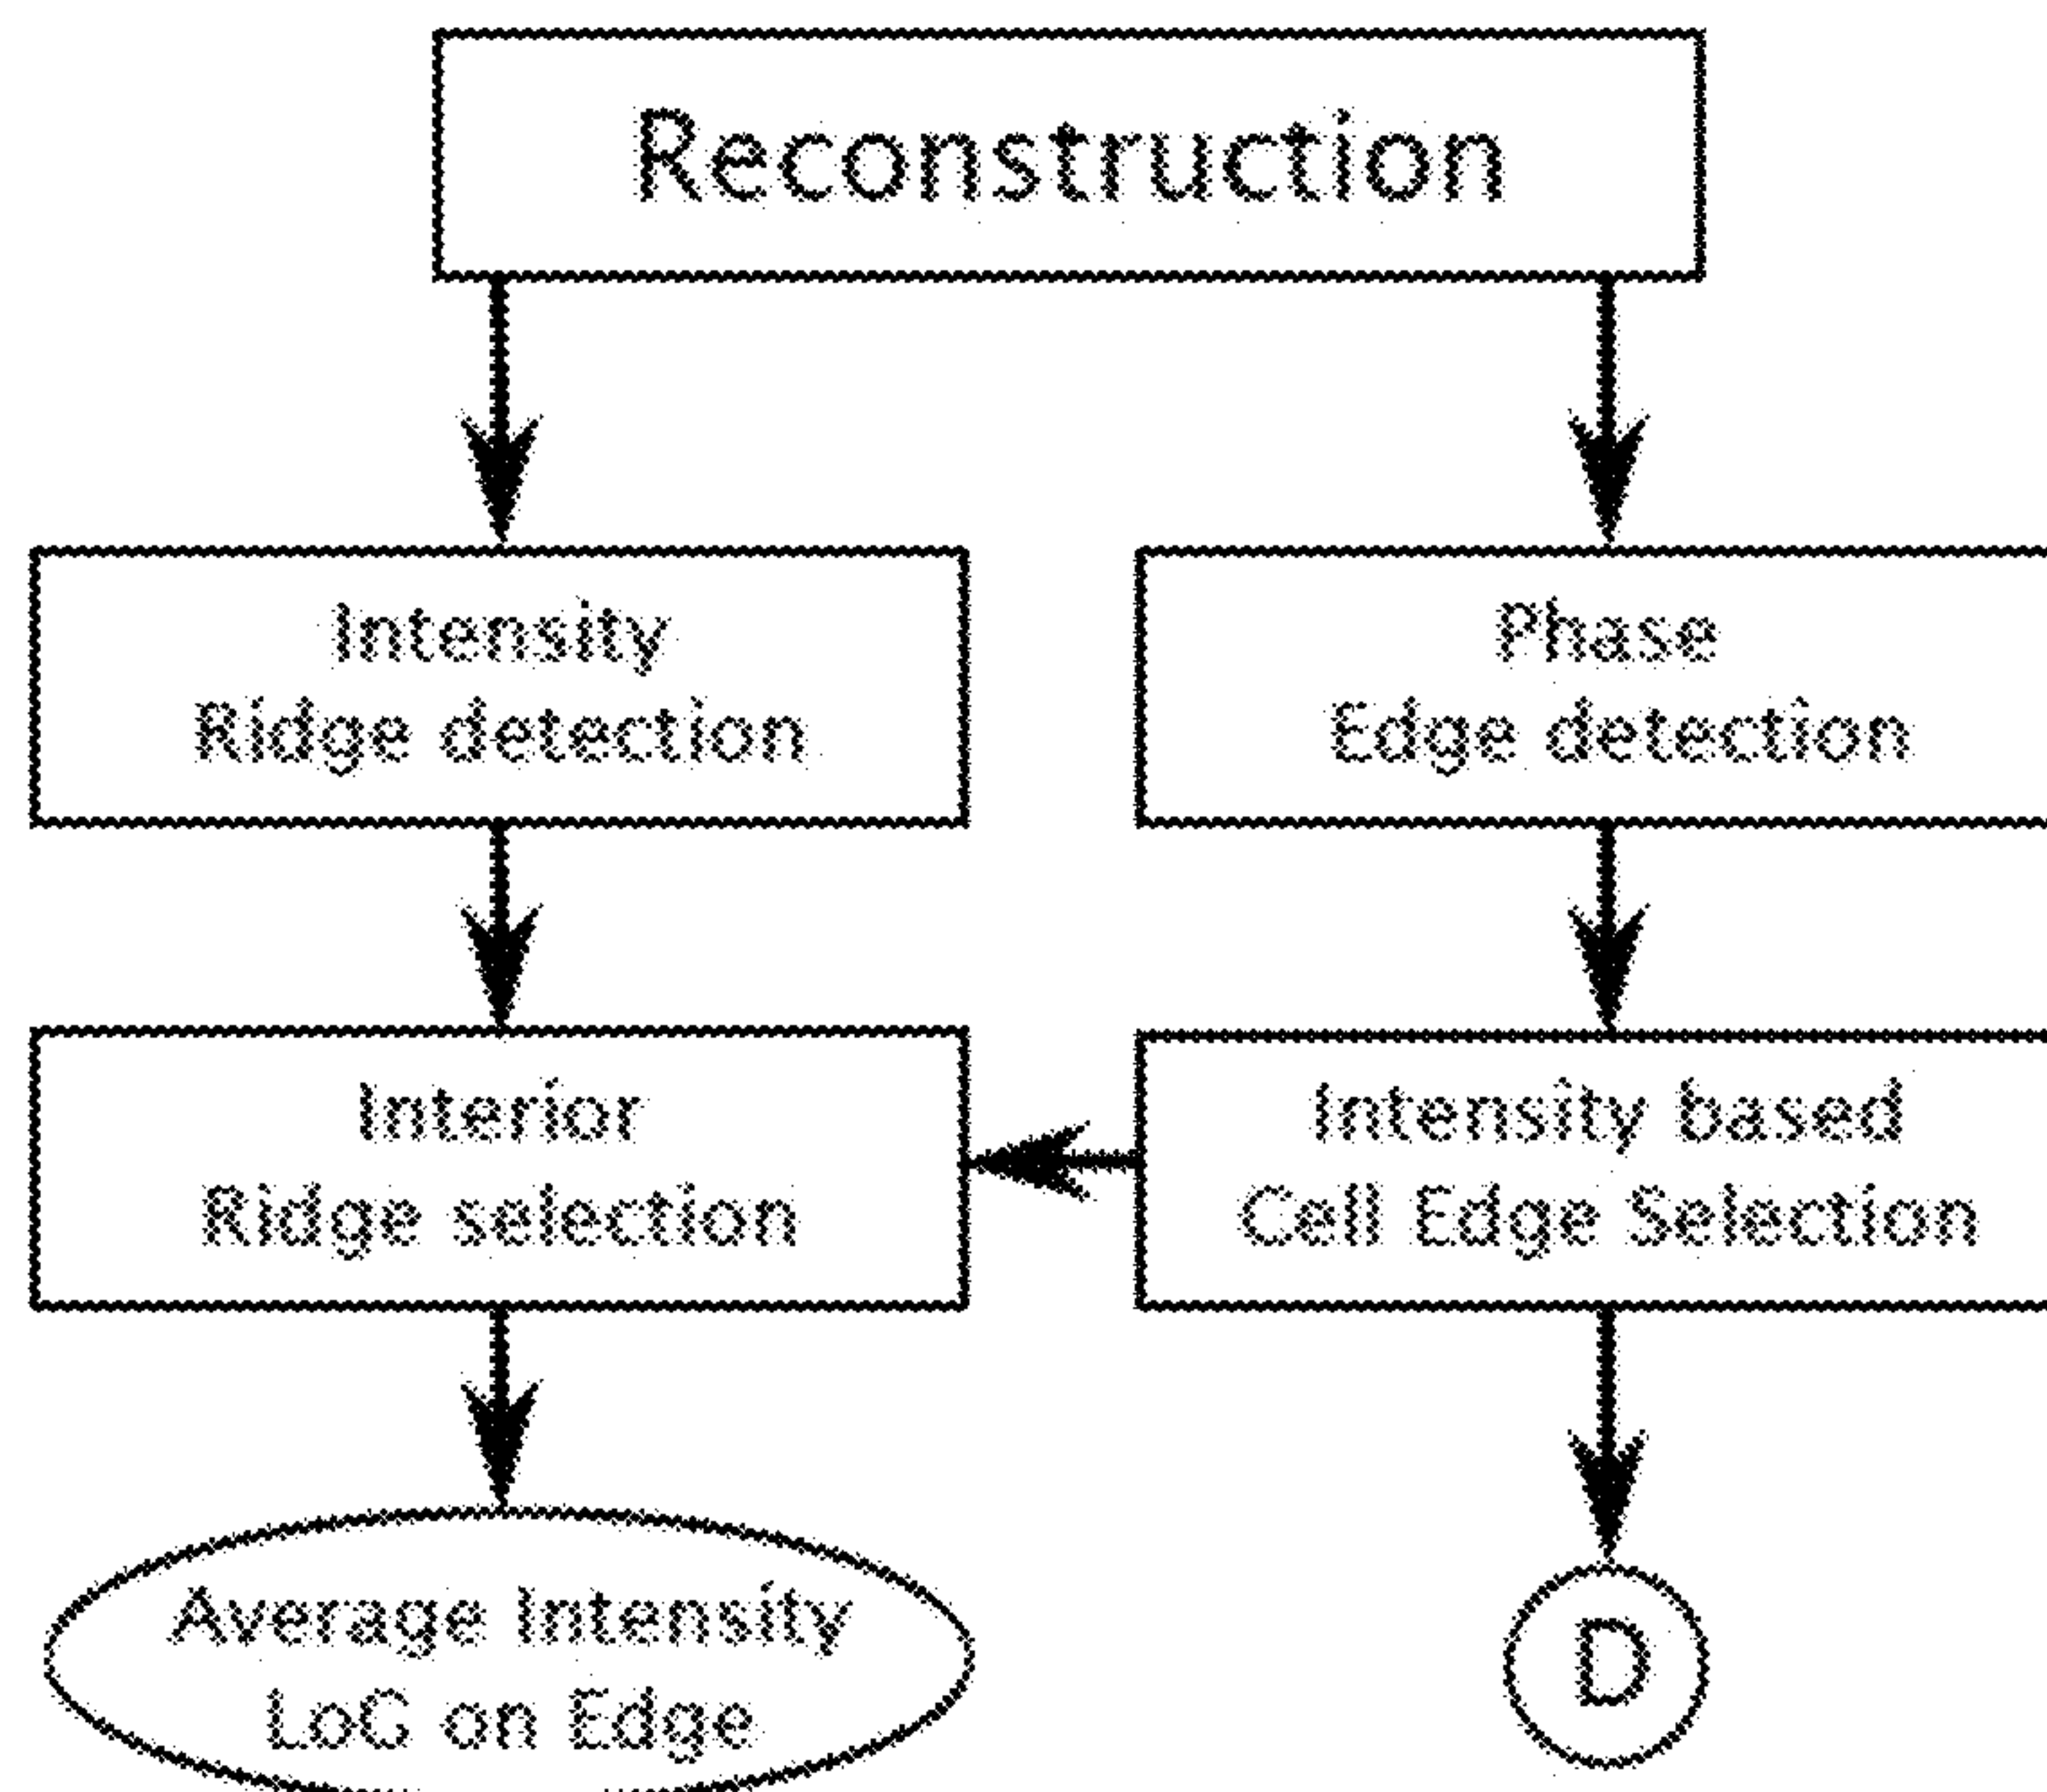 Reconstruction
Intensity
Ridge detection
Phase
Edge detection
Interior
Ridge selection
Intensity based
Cell Edge Selection
Average Intensity
LoG on Edge
D